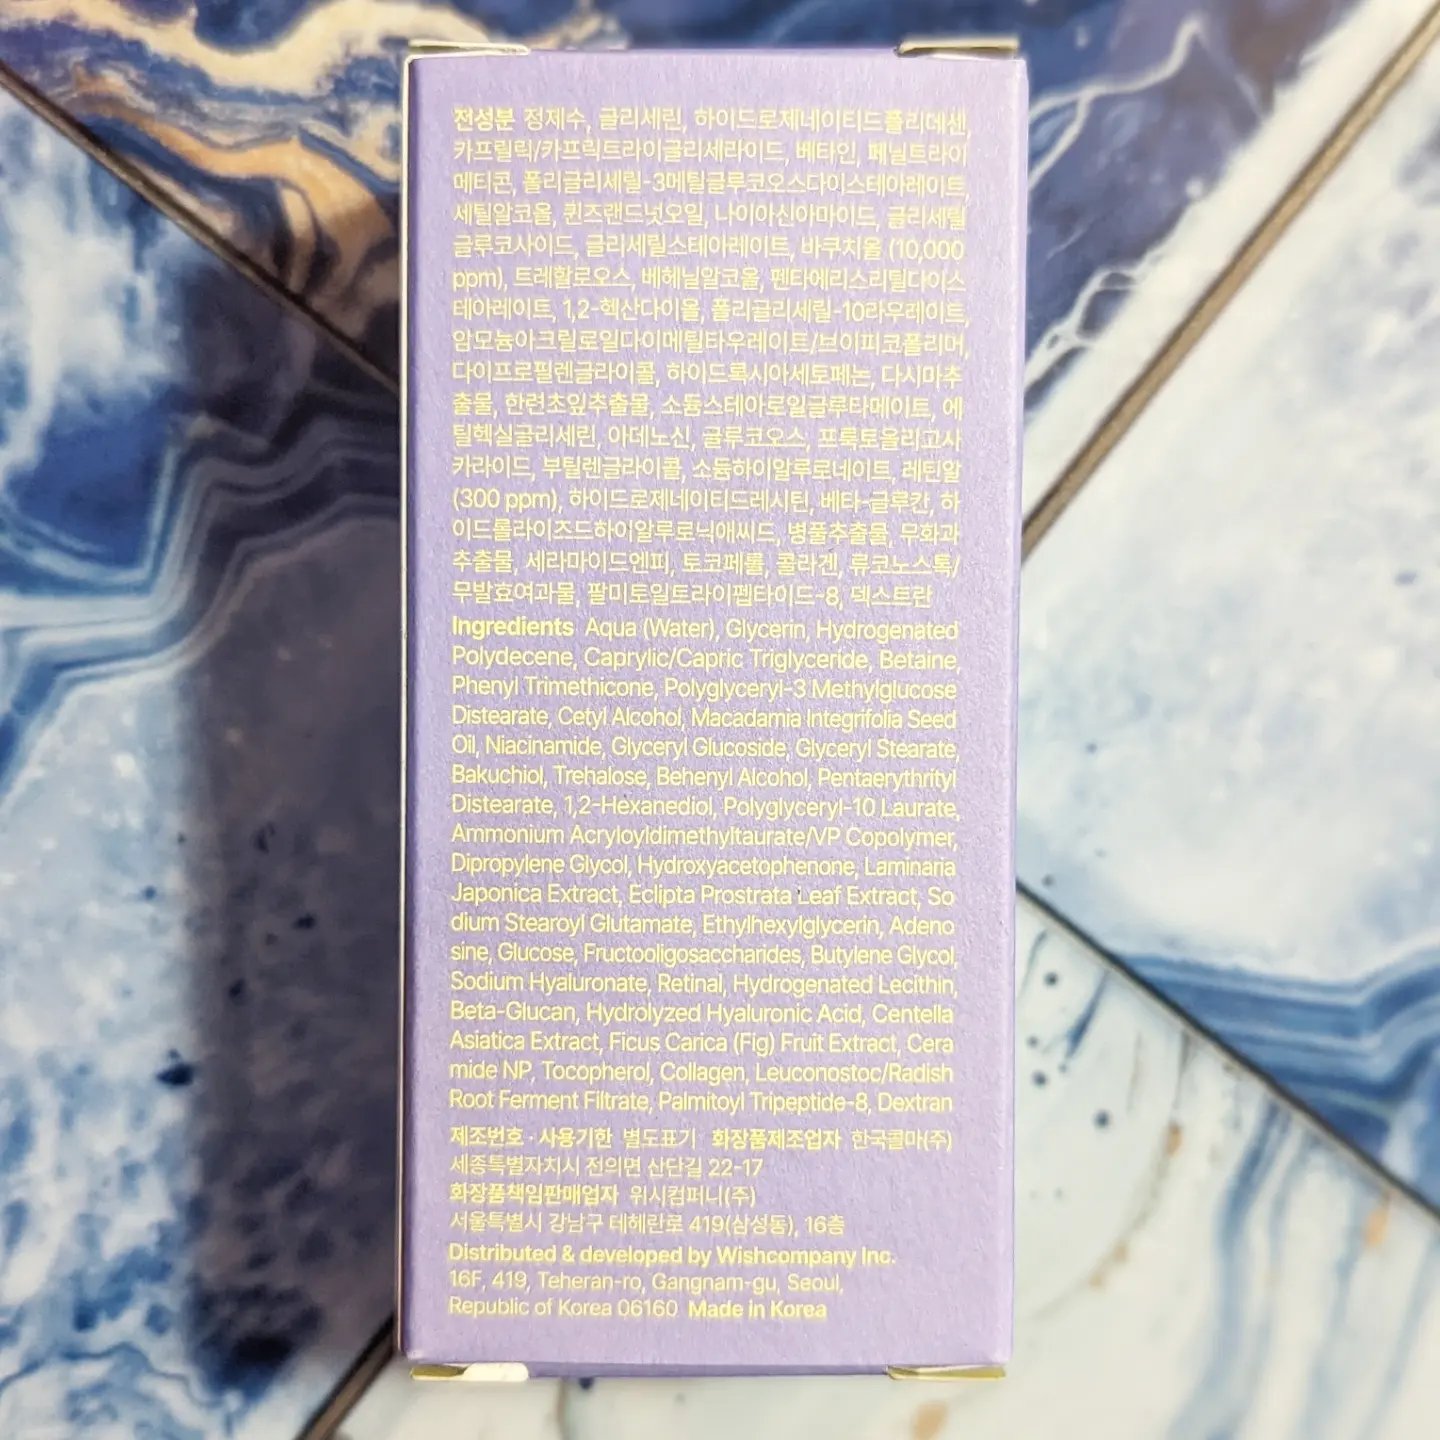 전성분 정제수, 글리세린, 하이드로제네이티드폴리데센,
카프릴릭/카프릭트라이글리세라이드, 베타인, 페닐트라이
메티콘, 폴리글리세릴-3메틸글루코오스다이스테아레이트,
세틸알코올, 퀸즈랜드넛오일, 나이아신아마이드, 글리세릴
글루코사이드, 글리세릴스테아레이트, 바쿠치올 (10,000
ppm), 트레할로오스, 베헤닐알코올, 펜타에리스리틸다이스
테아레이트, 1,2-헥산다이올, 폴리글리세릴-10라우레이트,
암모늄아크릴로일다이메틸타우레이트/브이피코폴리머,
다이프로필렌글라이콜, 하이드록시아세토페논, 다시마추
출물, 한련초잎추출물, 소듐스테아로일글루타메이트, 에
틸헥실글리세린, 아데노신, 글루코오스, 프룩토올리고사
카라이드, 부틸렌글라이콜, 소듐하이알루로네이트, 레틴알
(300 ppm), 하이드로제네이티드레시틴, 베타-글루칸, 하
이드롤라이즈드하이알루로닉애씨드, 병풀추출물, 무화과
추출물, 세라마이드엔피, 토코페롤, 콜라겐, 류코노스톡/
무발효여과물, 팔미토일트라이펩타이드-8, 덱스트란
Ingredients Aqua (Water), Glycerin, Hydrogenated
Polydecene, Caprylic/Capric Triglyceride, Betaine,
Phenyl Trimethicone, Polyglyceryl-3 Methylglucose
Distearate, Cetyl Alcohol, Macadamia Integrifolia Seed
Oil, Niacinamide, Glyceryl Glucoside, Glyceryl Stearate,
Bakuchiol, Trehalose, Behenyl Alcohol, Pentaerythrityl
Distearate, 1,2-Hexanediol, Polyglyceryl-10 Laurate,
Ammonium Acryloyldimethyltaurate/VP Copolymer,
Dipropylene Glycol, Hydroxyacetophenone, Laminaria
Japonica Extract, Eclipta Prostrata Leaf Extract, So
dium Stearoyl Glutamate, Ethylhexylglycerin, Adeno
sine, Glucose, Fructooligosaccharides, Butylene Glycol,
Sodium Hyaluronate, Retinal, Hydrogenated Lecithin,
Beta-Glucan, Hydrolyzed Hyaluronic Acid, Centella
Asiatica Extract, Ficus Carica (Fig) Fruit Extract, Cera
mide NP, Tocopherol, Collagen, Leuconostoc/Radish
Root Ferment Filtrate, Palmitoyl Tripeptide-8, Dextran
제조번호 · 사용기한 별도표기 화장품제조업자 한국콜마(주)
세종특별자치시 전의면 산단길 22-17
화장품책임판매업자 위시컴퍼니(주)
서울특별시 강남구 테헤란로 419(삼성동), 16층
Distributed & developed by Wishcompany Inc.
16F, 419, Teheran-ro, Gangnam-gu, Seoul,
Republic of Korea 06160 Made in Korea